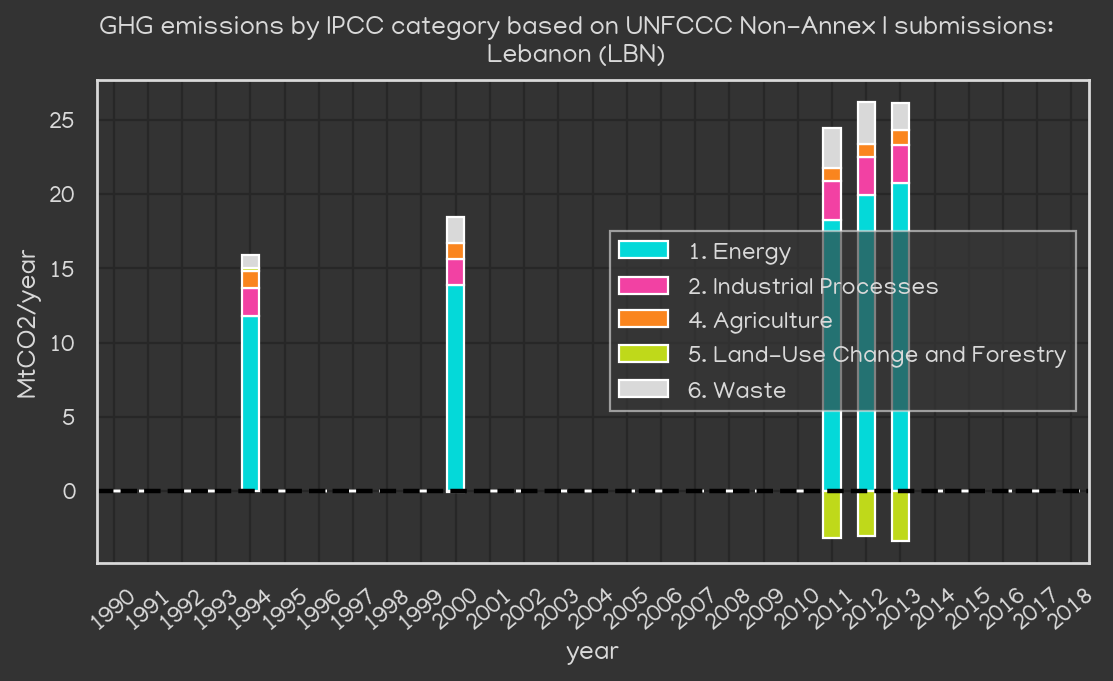 GHG emissions by IPCC category based on UNFCCC Non-Annex I submissions:
Lebanon (LBN)
MtCO2/year
25
20
15
10
5
0
1. Energy
2. Industrial Processes
4. Agriculture
5. Land-Use Change and Forestry
6. Waste
1990 1991 1992 1993 1994 1995 1996 1997 1998 1999 2000 2001 2002 2003 2004 2005 2006 2007 2008 2009 2010 2011 2012 2013 2014 2015 2016 2017 2018
year